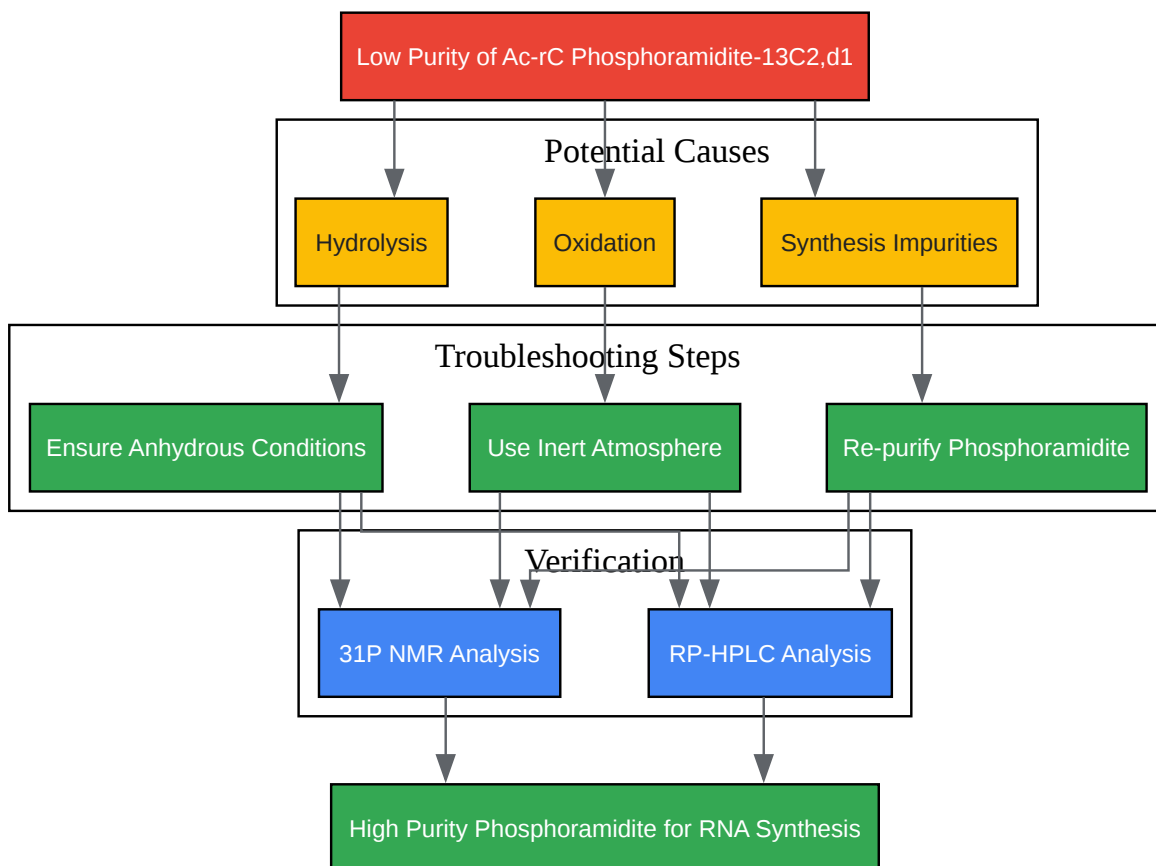 Low Purity of Ac-rC Phosphoramidite-13C2,d1
Potential Causes
Hydrolysis
Oxidation
Synthesis Impurities
Troubleshooting Steps
Ensure Anhydrous Conditions
Use Inert Atmosphere
Re-purify Phosphoramidite
Verification
31P NMR Analysis
RP-HPLC Analysis
High Purity Phosphoramidite for RNA Synthesis